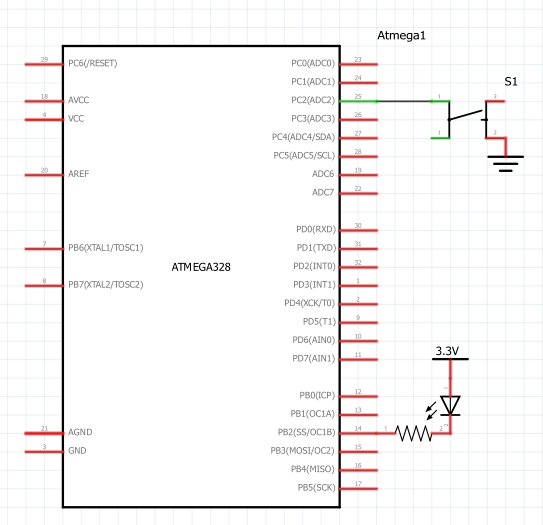 Atmega1
29 PC6(/RESET) PC0(ADC0) 23
PC1(ADC1) 24
S1
18 AVCC PC2(ADC2) 25 1 2
4 VCC PC3(ADC3) 26
PC4(ADC4/SDA) 27 1 2
PC5(ADC5/SCL) 28
20 AREF ADC6 19
ADC7 22
PD0(RXD) 30
7 PB6(XTAL1/TOSC1) PD1(TXD) 31
ATMEGA328 PD2(INT0) 32
8 PB7(XTAL2/TOSC2) PD3(INT1) 1
PD4(XCK/T0) 2
PD5(T1) 9
PD6(AIN0) 10
PD7(AIN1) 11
3.3V
PB0(ICP) 12 1
PB1(OC1A) 13
21 AGND PB2(SS/OC1B) 14 1 2 2
3 GND PB3(MOSI/OC2) 15
PB4(MISO) 16
PB5(SCK) 17